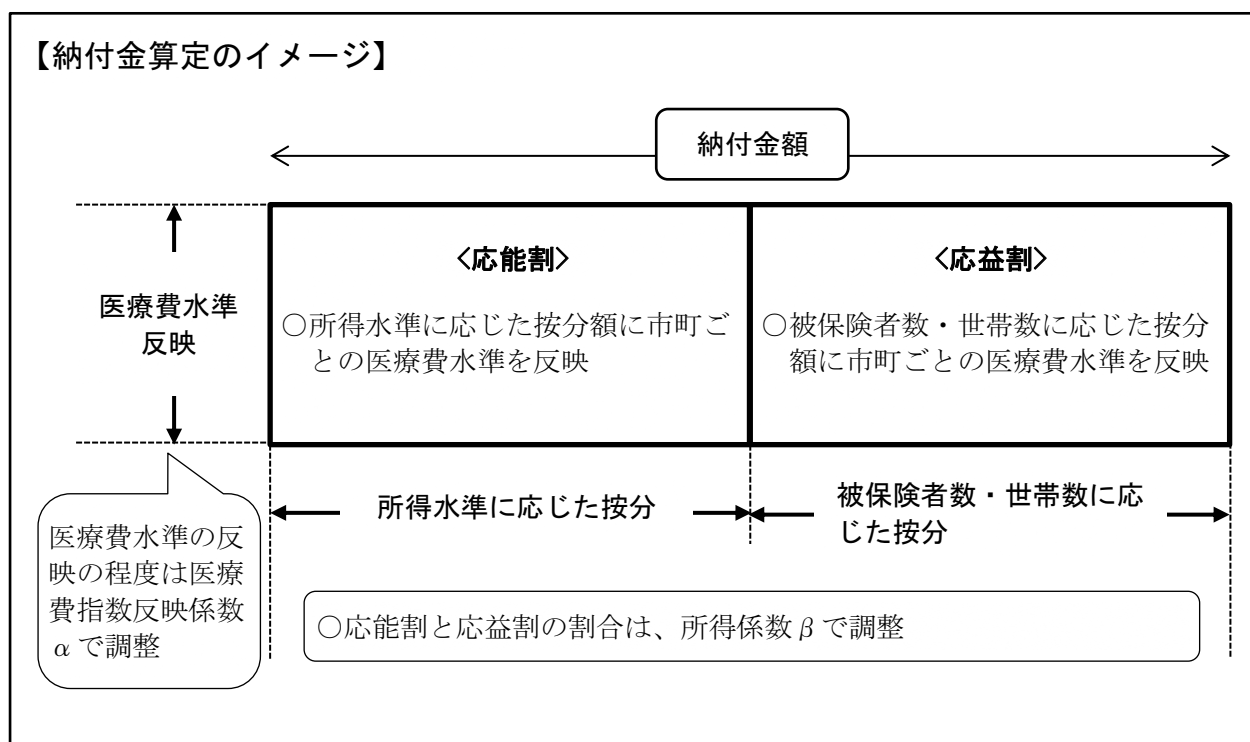 【納付金算定のイメージ】
納付金額
医療費水準
反映
<応能割>
○所得水準に応じた按分額に市町ご
との医療費水準を反映
<応益割>
○被保険者数・世帯数に応じた按分
額に市町ごとの医療費水準を反映
所得水準に応じた按分
被保険者数・世帯数に応
じた按分
医療費水準の反
映の程度は医療
費指数反映係数
αで調整
○応能割と応益割の割合は、所得係数βで調整